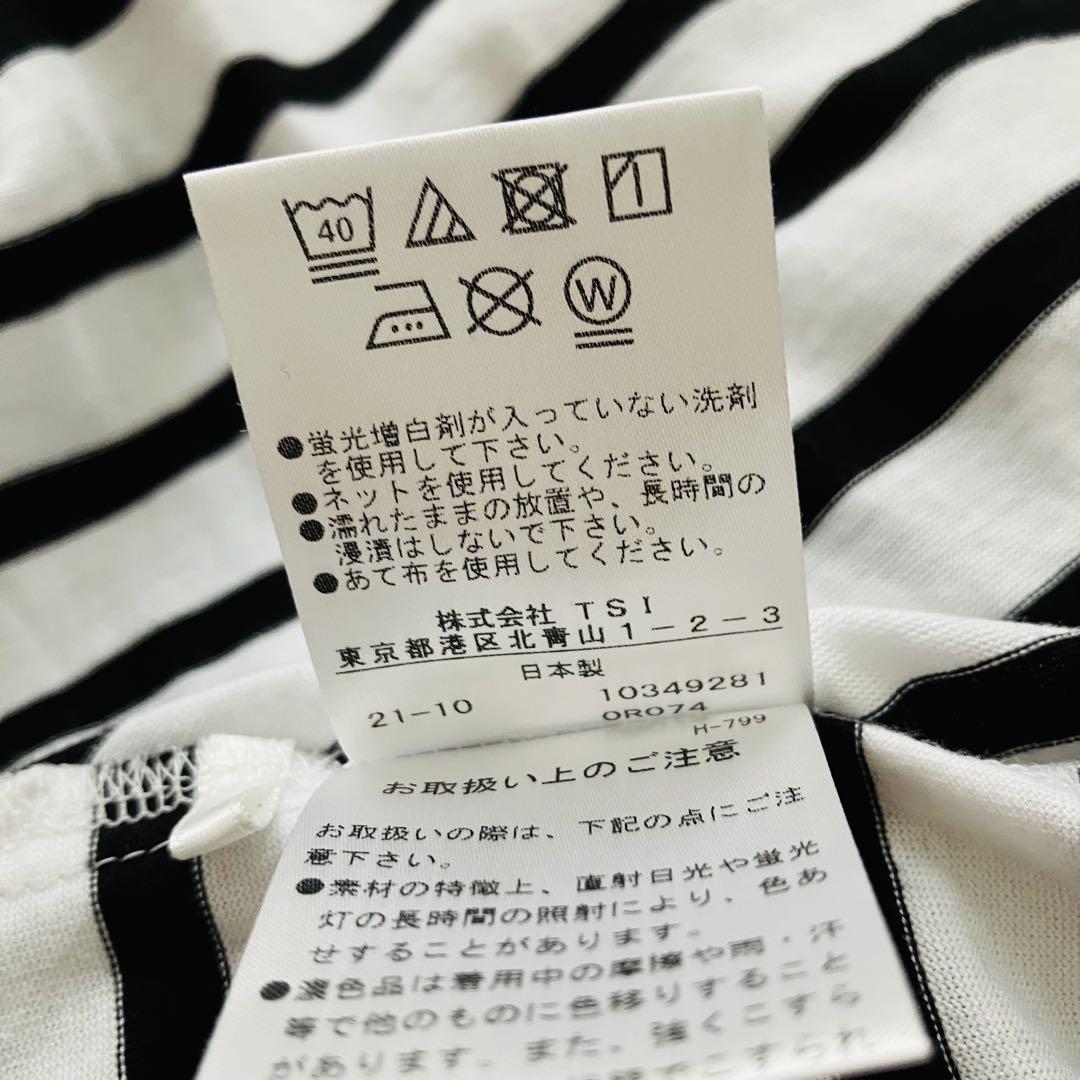 40
W
●蛍光増白剤が入っていない洗剤
を使用して下さい。
●ネットを使用してください。
●濡れたままの放置や、長時間の
浸漬はしないで下さい。
●あて布を使用してください。
株式会社 TSI
東京都港区北青山1-2-3
日本製
21-10 10349281
0R074
H-799
お取扱い上のご注意
お取扱いの際は、下記の点にご注
意下さい。
●素材の特徴上、直射日光や蛍光
灯の長時間の照射により、色あ
せすることがあります。
●濃色品は着用中の摩擦や雨・汗
等で他のものに色移りすること
があります。また、強くこすら
でこすられ